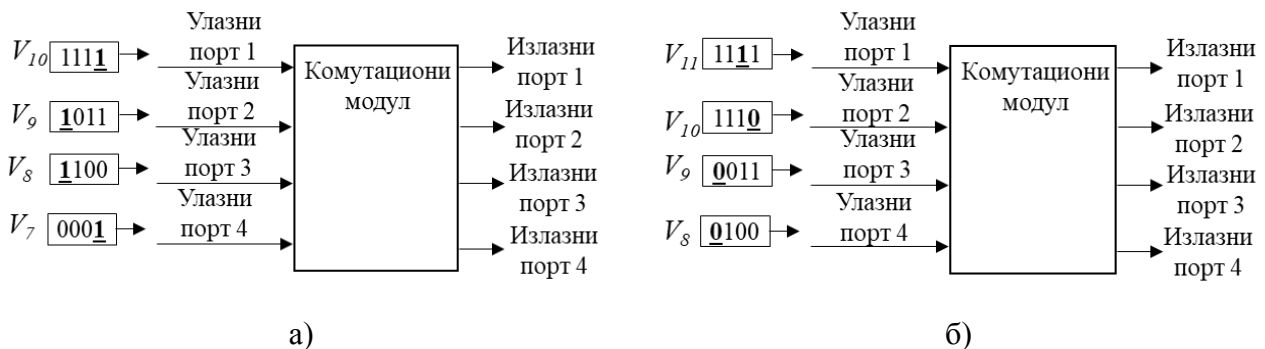 V10 1111 Улазни порт 1
V9 1011 Улазни порт 2
V8 1100 Улазни порт 3
V7 0001 Улазни порт 4
Комутациони
модул
Излазни
порт 1
Излазни
порт 2
Излазни
порт 3
Излазни
порт 4
а)
V11 1111 Улазни порт 1
V10 1110 Улазни порт 2
V9 0011 Улазни порт 3
V8 0100 Улазни порт 4
Комутациони
модул
Излазни
порт 1
Излазни
порт 2
Излазни
порт 3
Излазни
порт 4
б)